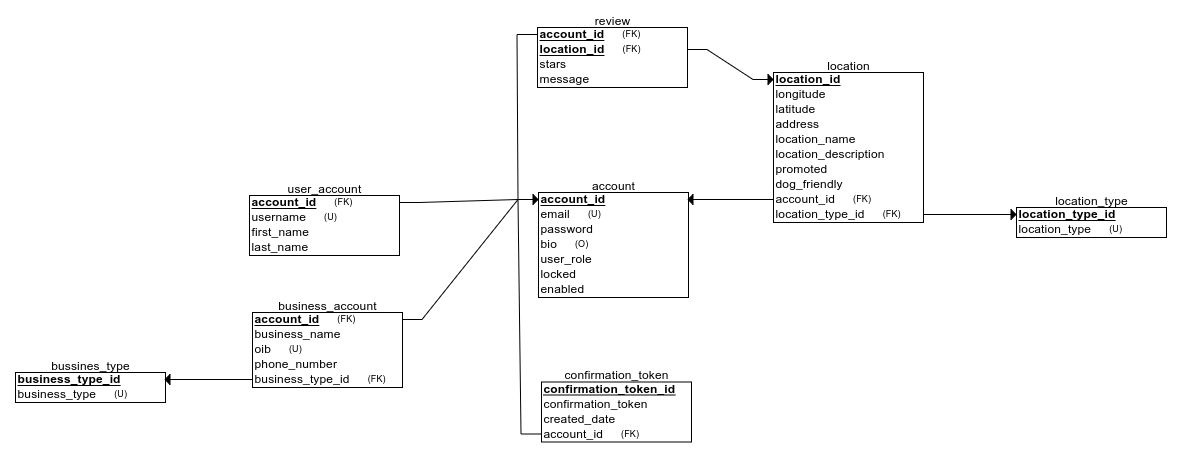 review
account_id (FK)
location_id (FK)
stars
message
location
location_id
longitude
latitude
address
location_name
location_description
promoted
dog_friendly
account_id (FK)
location_type_id (FK)
user_account
account_id (FK)
username (U)
first_name
last_name
account
account_id
email (U)
password
bio (O)
user_role
locked
enabled
location_type
location_type_id
location_type (U)
business_account
account_id (FK)
business_name
oib (U)
phone_number
business_type_id (FK)
bussines_type
business_type_id
business_type (U)
confirmation_token
confirmation_token_id
confirmation_token
created_date
account_id (FK)